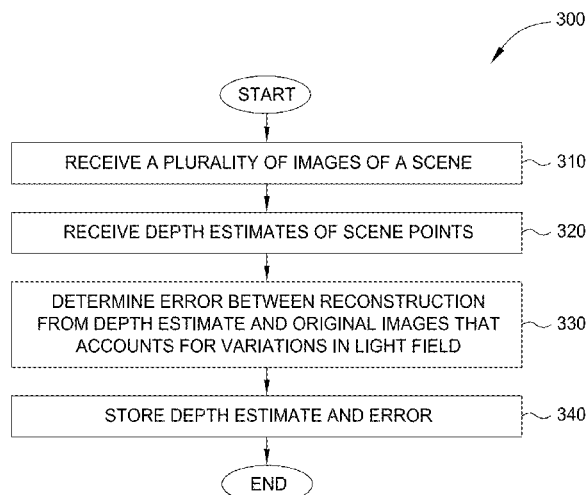 300
START
RECEIVE A PLURALITY OF IMAGES OF A SCENE
310
RECEIVE DEPTH ESTIMATES OF SCENE POINTS
320
DETERMINE ERROR BETWEEN RECONSTRUCTION
FROM DEPTH ESTIMATE AND ORIGINAL IMAGES THAT
ACCOUNTS FOR VARIATIONS IN LIGHT FIELD
330
STORE DEPTH ESTIMATE AND ERROR
340
END